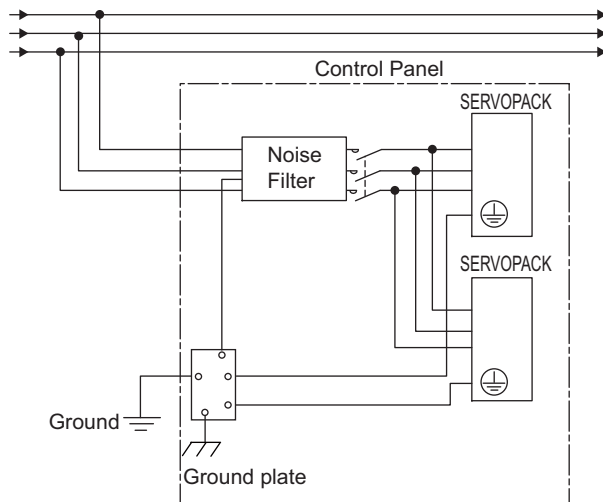 Control Panel
SERVOPACK
Noise
Filter
SERVOPACK
Ground
Ground plate